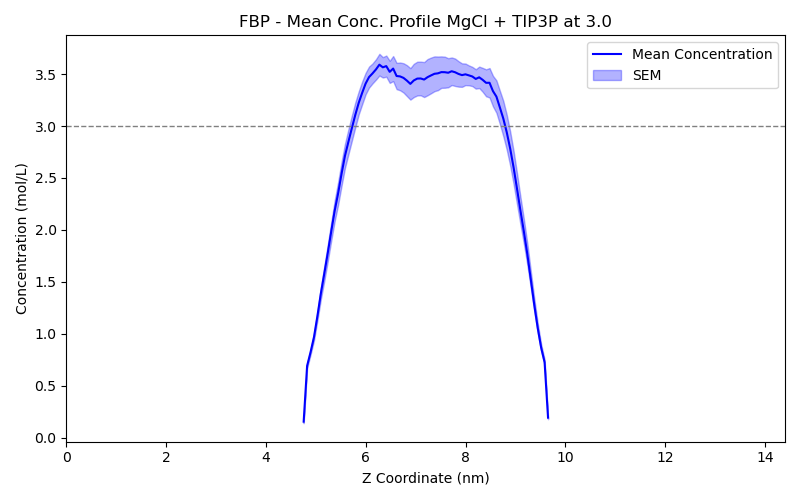 FBP - Mean Conc. Profile MgCl + TIP3P at 3.0
Mean Concentration
SEM
Concentration (mol/L)
3.5
3.0
2.5
2.0
1.5
1.0
0.5
0.0
0 2 4 6 8 10 12 14
Z Coordinate (nm)